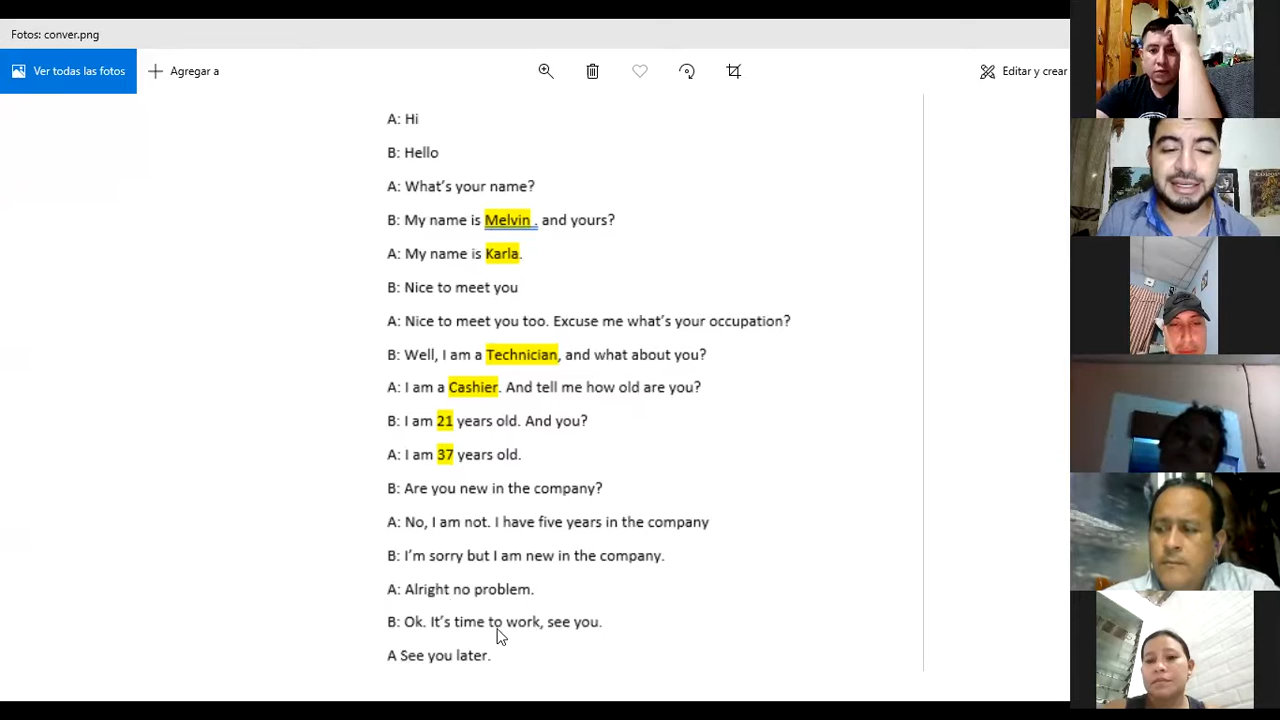 Fotos: conver.png
Ver todas las fotos
Agregar a
Editar y crear
A: Hi
B: Hello
A: What's your name?
B: My name is Melvin . and yours?
A: My name is Karla.
B: Nice to meet you
A: Nice to meet you too. Excuse me what's your occupation?
B: Well, I am a Technician, and what about you?
A: I am a Cashier. And tell me how old are you?
B: I am 21 years old. And you?
A: I am 37 years old.
B: Are you new in the company?
A: No, I am not. I have five years in the company
B: I'm sorry but I am new in the company.
A: Alright no problem.
B: Ok. It's time to work, see you.
A See you later.